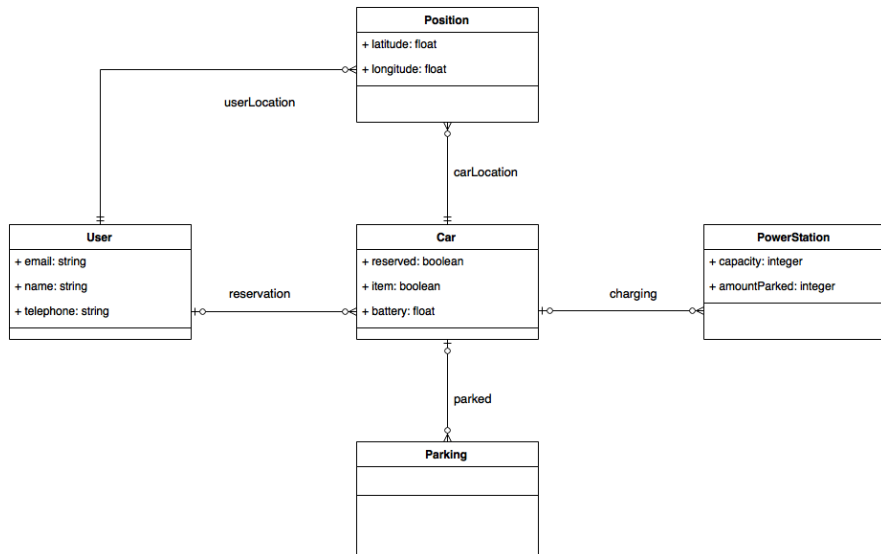 Position
+ latitude: float
+ longitude: float
userLocation
carLocation
User
+ email: string
+ name: string
+ telephone: string
reservation
Car
+ reserved: boolean
+ item: boolean
+ battery: float
charging
PowerStation
+ capacity: integer
+ amountParked: integer
parked
Parking